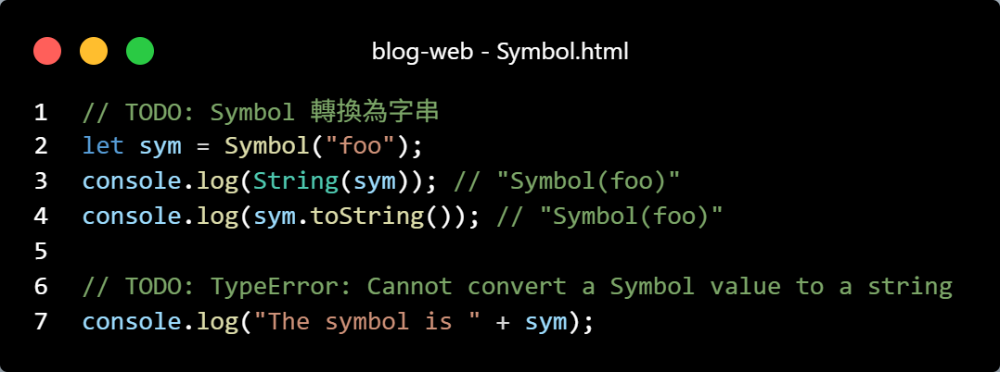 blog-web - Symbol.html
1 // TODO: Symbol 轉換為字串
2 let sym = Symbol("foo");
3 console.log(String(sym)); // "Symbol(foo)"
4 console.log(sym.toString()); // "Symbol(foo)"
5
6 // TODO: TypeError: Cannot convert a Symbol value to a string
7 console.log("The symbol is " + sym);